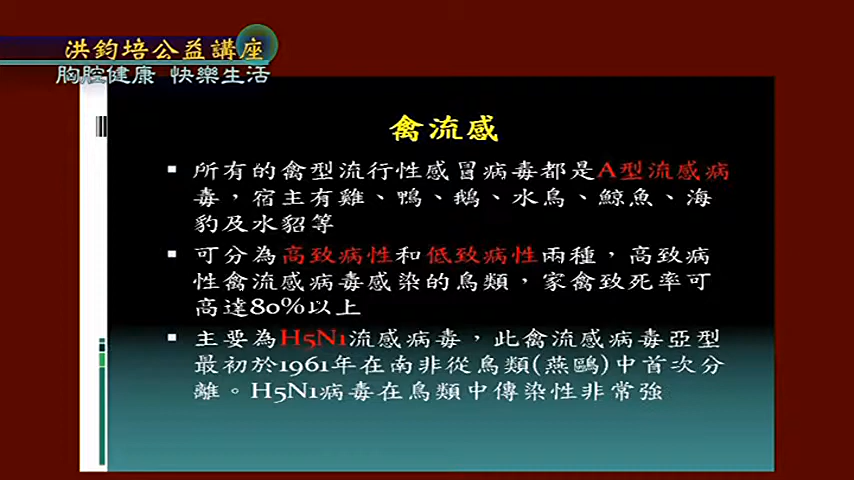 洪鈞培公益講座
胸腔健康 快樂生活
禽流感
▪ 所有的禽型流行性感冒病毒都是A型流感病
毒，宿主有雞、鴨、鵝、水鳥、鯨魚、海
豹及水貂等
▪ 可分為高致病性和低致病性兩種，高致病
性禽流感病毒感染的鳥類，家禽致死率可
高達80%以上
▪ 主要為H5N1流感病毒，此禽流感病毒亞型
最初於1961年在南非從鳥類(燕鷗)中首次分
離。H5N1病毒在鳥類中傳染性非常強